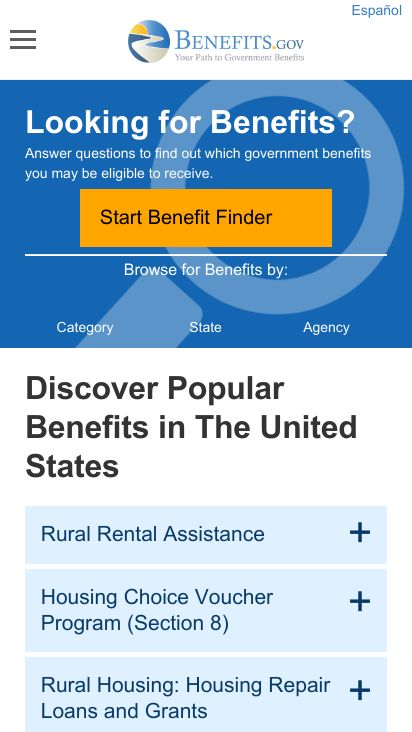 Español
BENEFITS.GOV
Your Path to Government Benefits
Looking for Benefits?
Answer questions to find out which government benefits
you may be eligible to receive.
Start Benefit Finder
Browse for Benefits by:
Category State Agency
Discover Popular
Benefits in The United
States
Rural Rental Assistance +
Housing Choice Voucher +
Program (Section 8)
Rural Housing: Housing Repair +
Loans and Grants